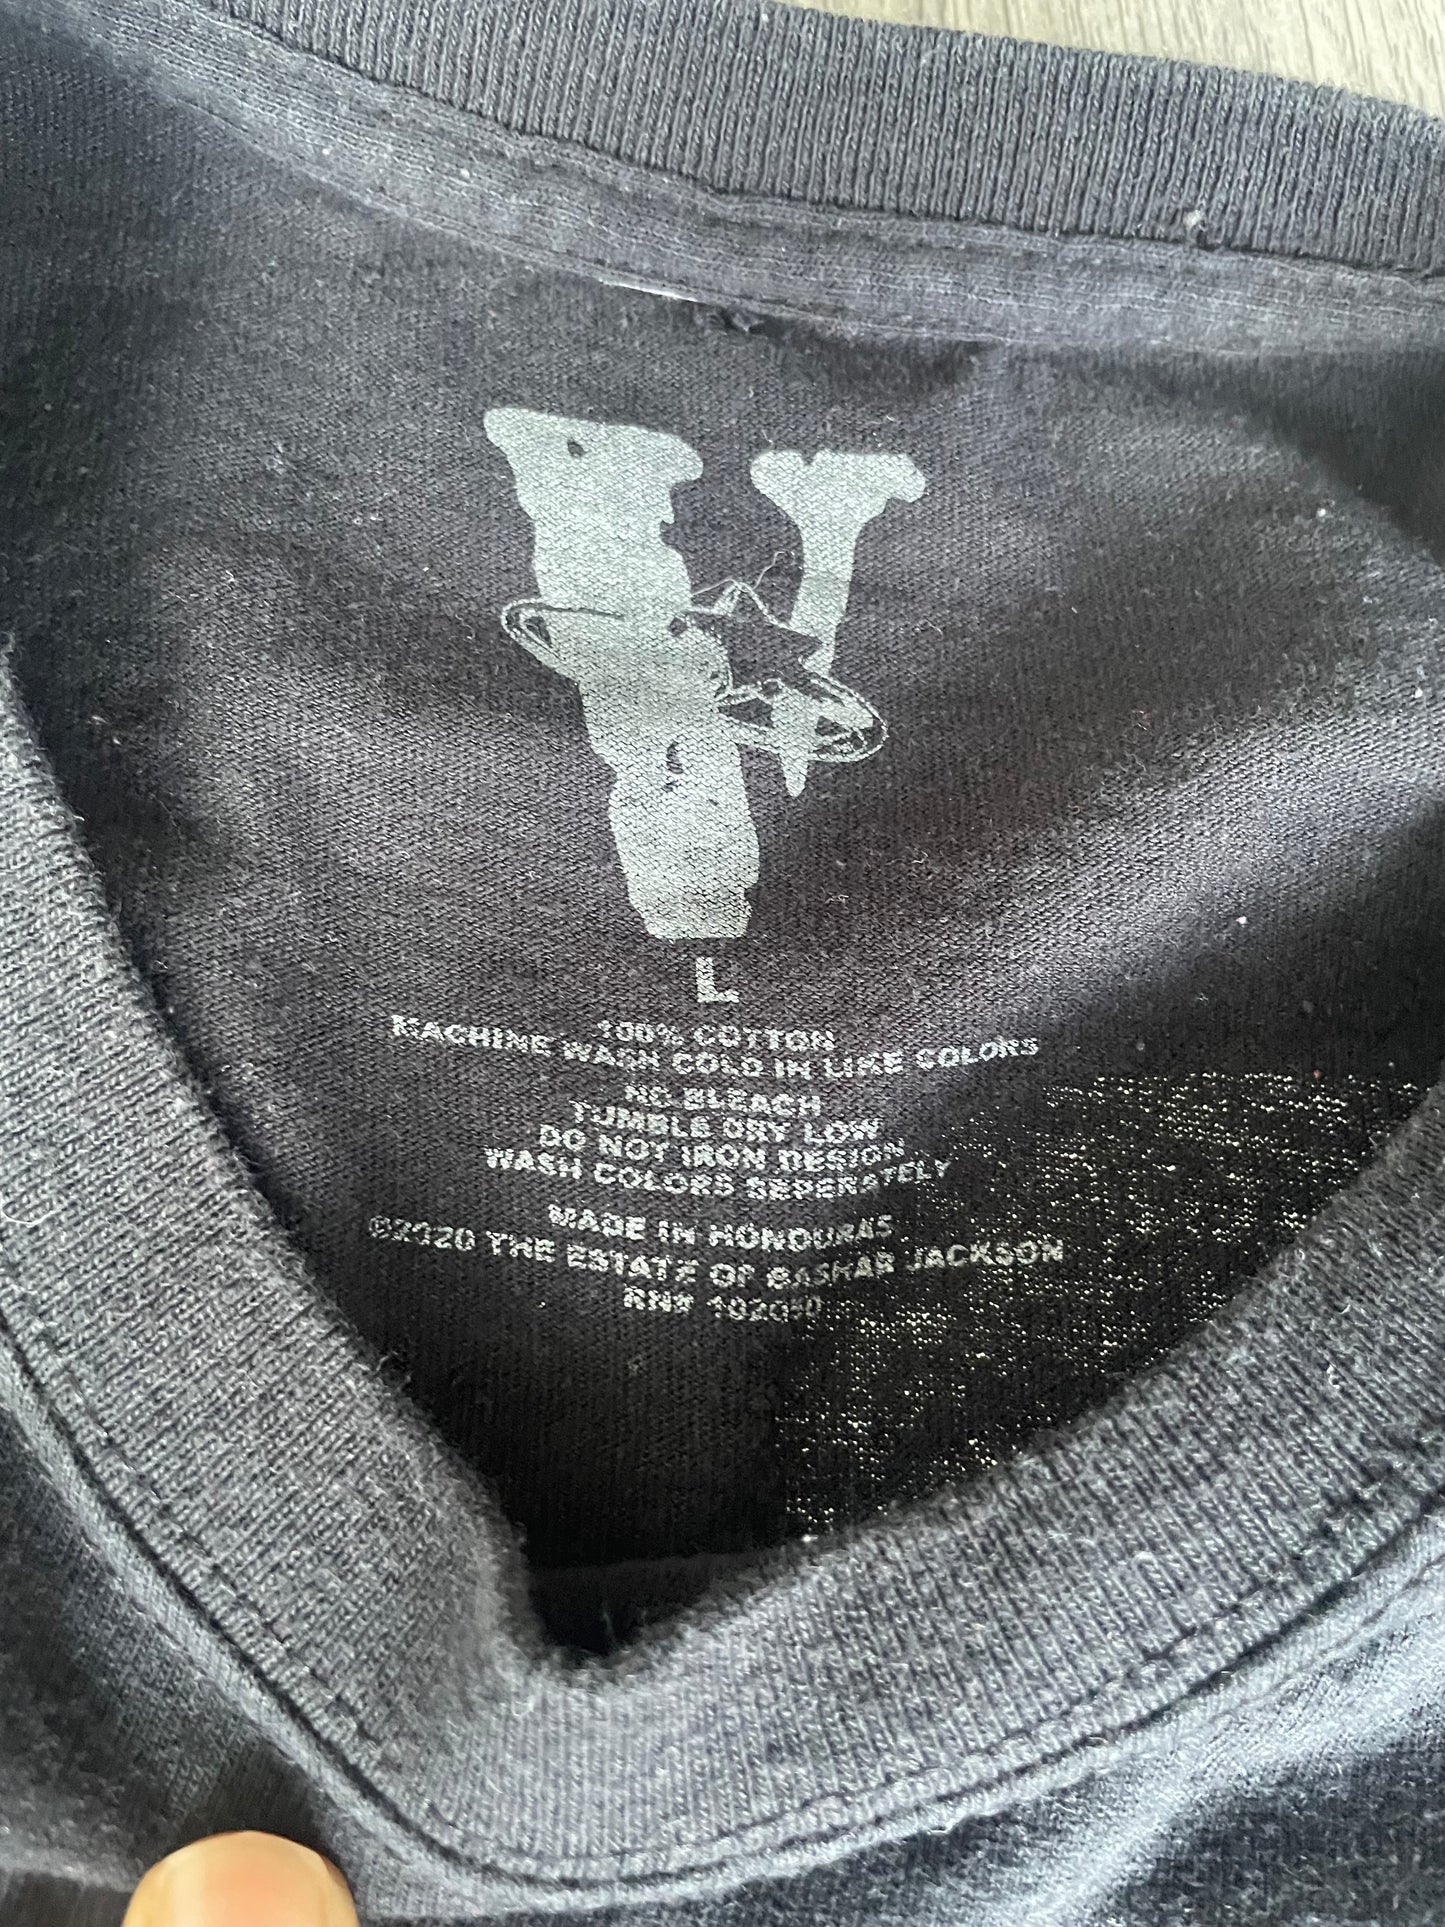 V
L
100% COTTON
MACHINE WASH COLD IN LIKE COLORS
NO BLEACH
TUMBLE DRY LOW
DO NOT IRON DESIGN
WASH COLORS SEPERATELY
MADE IN HONDURAS
©2020 THE ESTATE OF BASHAR JACKSON
RN#